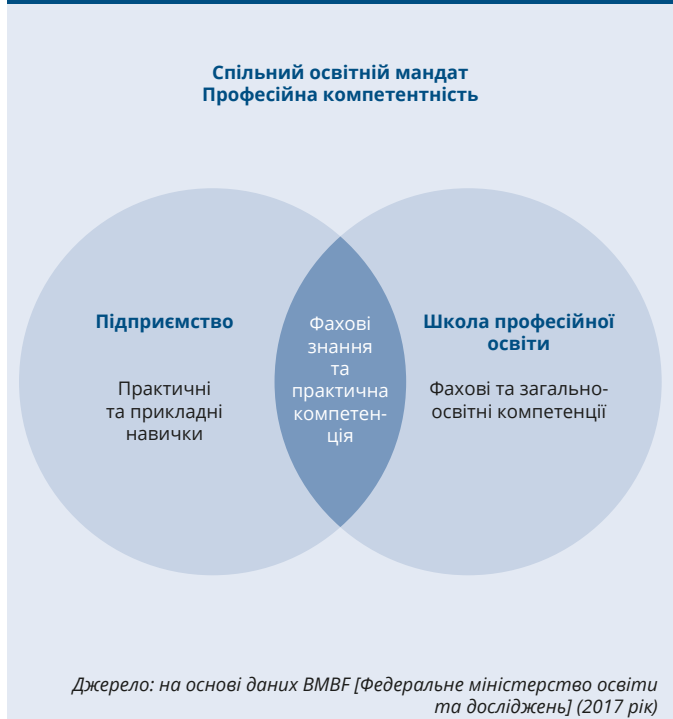 Спільний освітній мандат
Професійна компетентність
Підприємство
Практичні
та прикладні
навички
Фахові
знання
та
практична
компетен-
ція
Школа професійної
освіти
Фахові та загально-
освітні компетенції
Джерело: на основі даних BMBF [Федеральне міністерство освіти
та досліджень] (2017 рік)